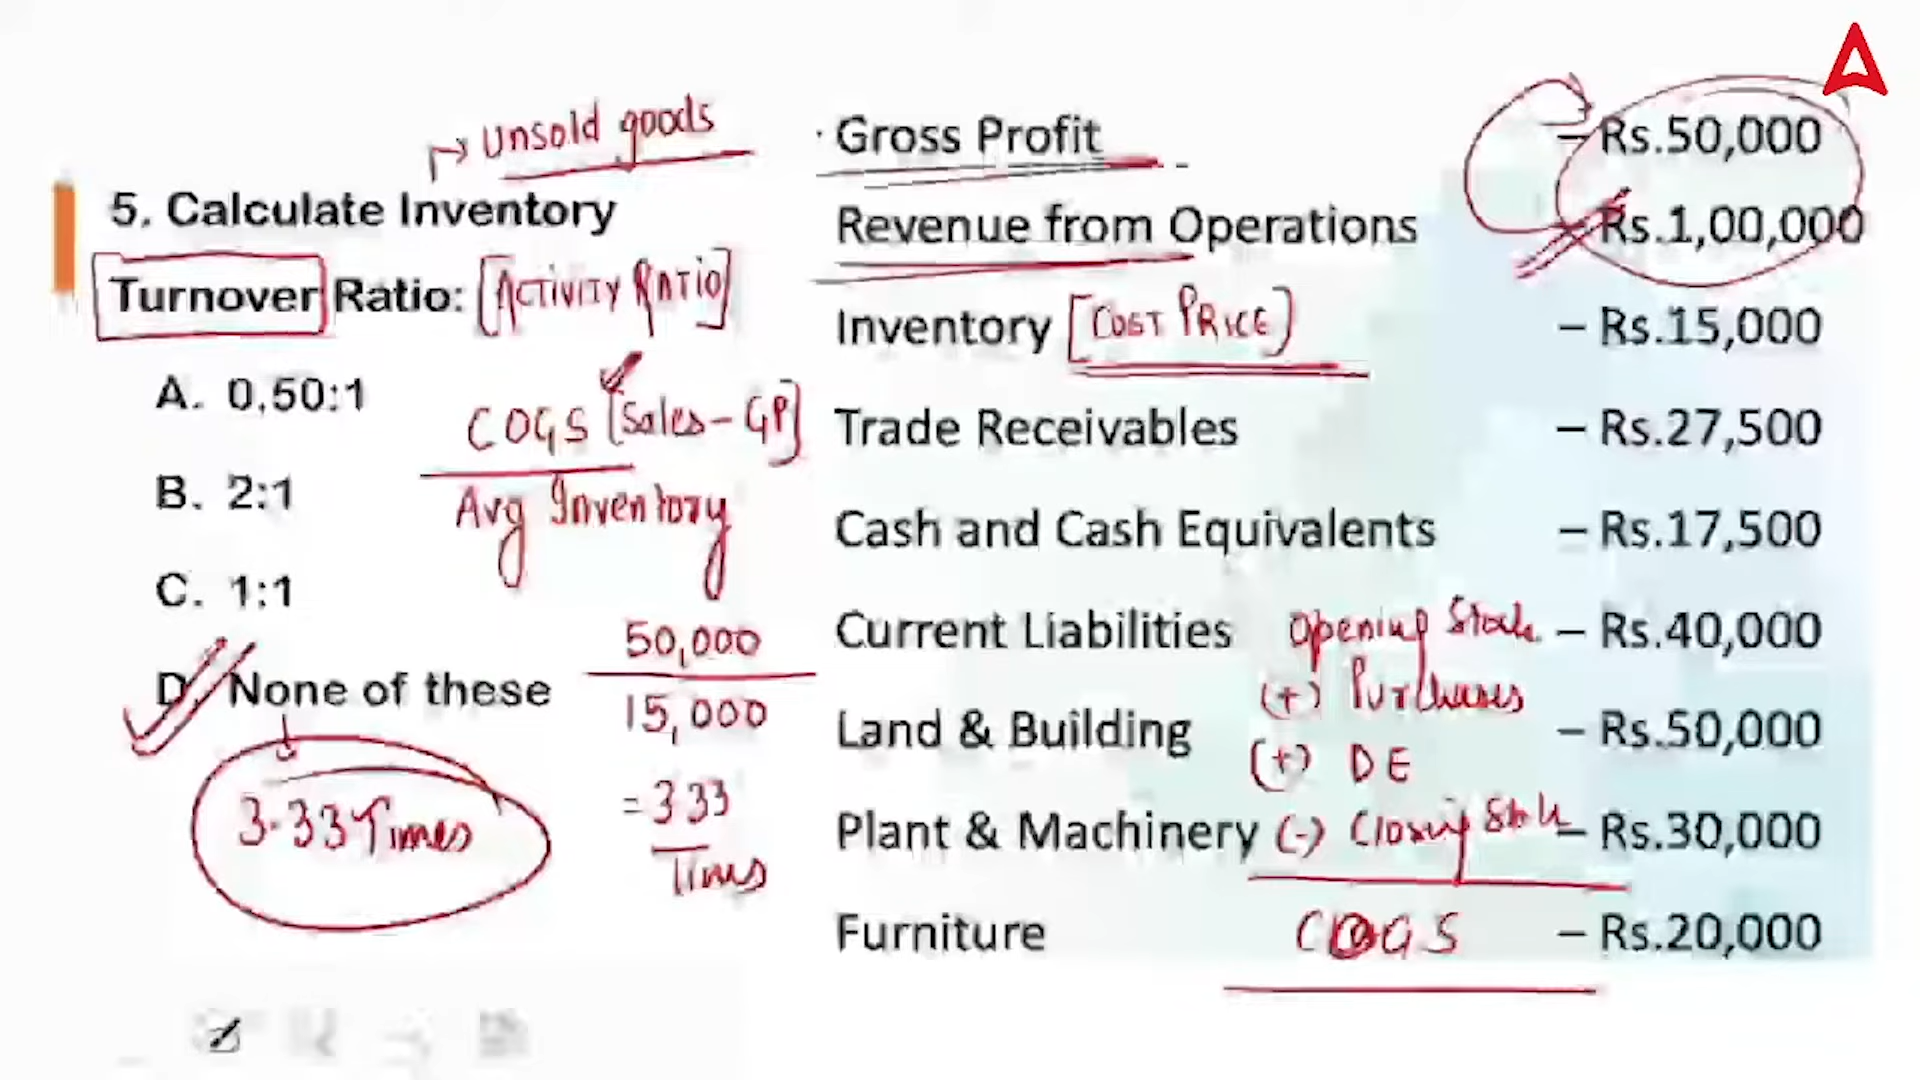 ↦ Unsold goods
5. Calculate Inventory
Turnover Ratio: [ACTIVITY RATIO]
A. 0.50:1
COGS [Sales - GP]
Avg Inventory
B. 2:1
C. 1:1
D. None of these
3.33 Times
50,000
15,000
= 333
Times
Gross Profit – Rs.50,000
Revenue from Operations Rs.1,00,000
Inventory [COST PRICE] – Rs.15,000
Trade Receivables – Rs.27,500
Cash and Cash Equivalents – Rs.17,500
Current Liabilities Opening Stock – Rs.40,000
(+) Purchases
Land & Building – Rs.50,000
(+) DE
Plant & Machinery (-) Closing Stock – Rs.30,000
Furniture COGS – Rs.20,000